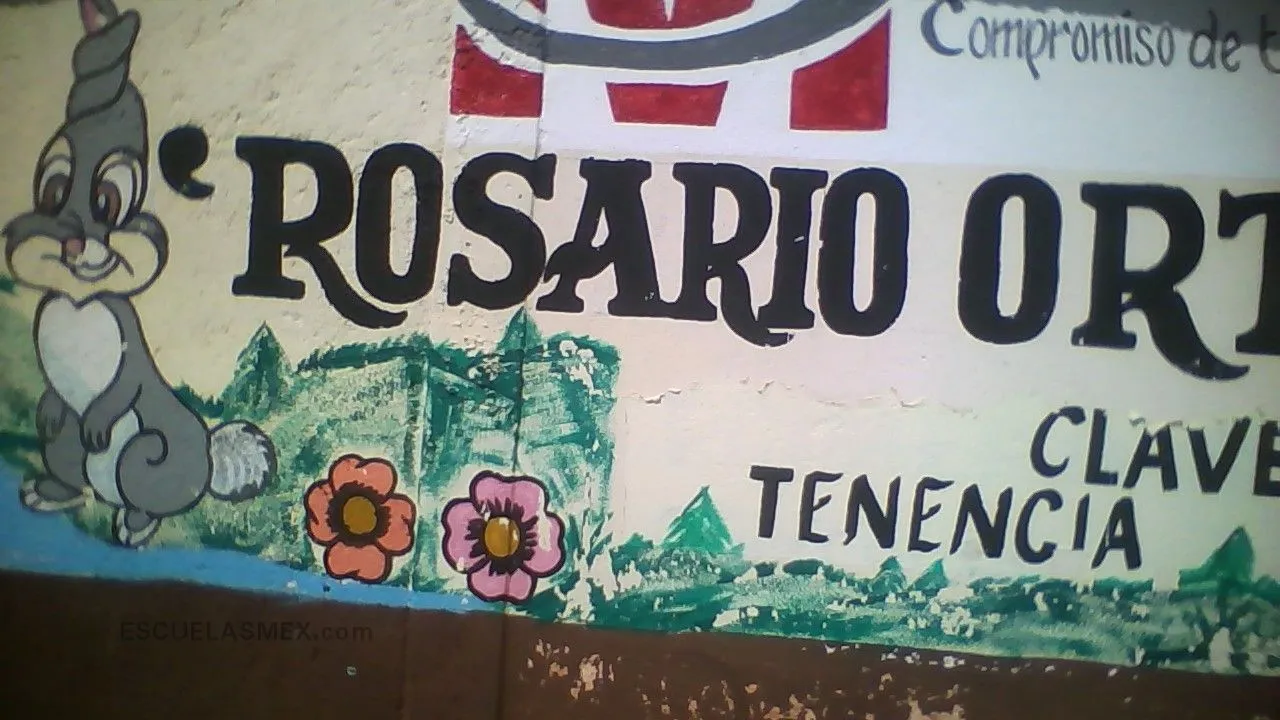 Compromiso de t
'ROSARIO ORT
CLAVE
TENENCIA
ESCUELASMEX.com